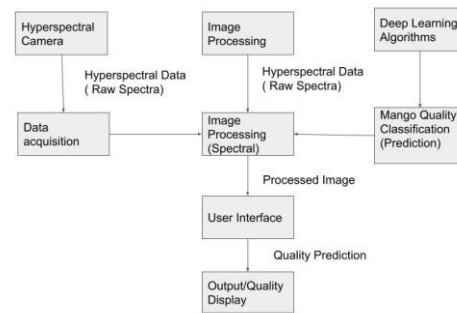 Hyperspectral
Camera
Image
Processing
Deep Learning
Algorithms
Hyperspectral Data
( Raw Spectra)
Hyperspectral Data
( Raw Spectra)
Data
acquisition
Image
Processing
(Spectral)
Mango Quality
Classification
(Prediction)
Processed Image
User Interface
Quality Prediction
Output/Quality
Display